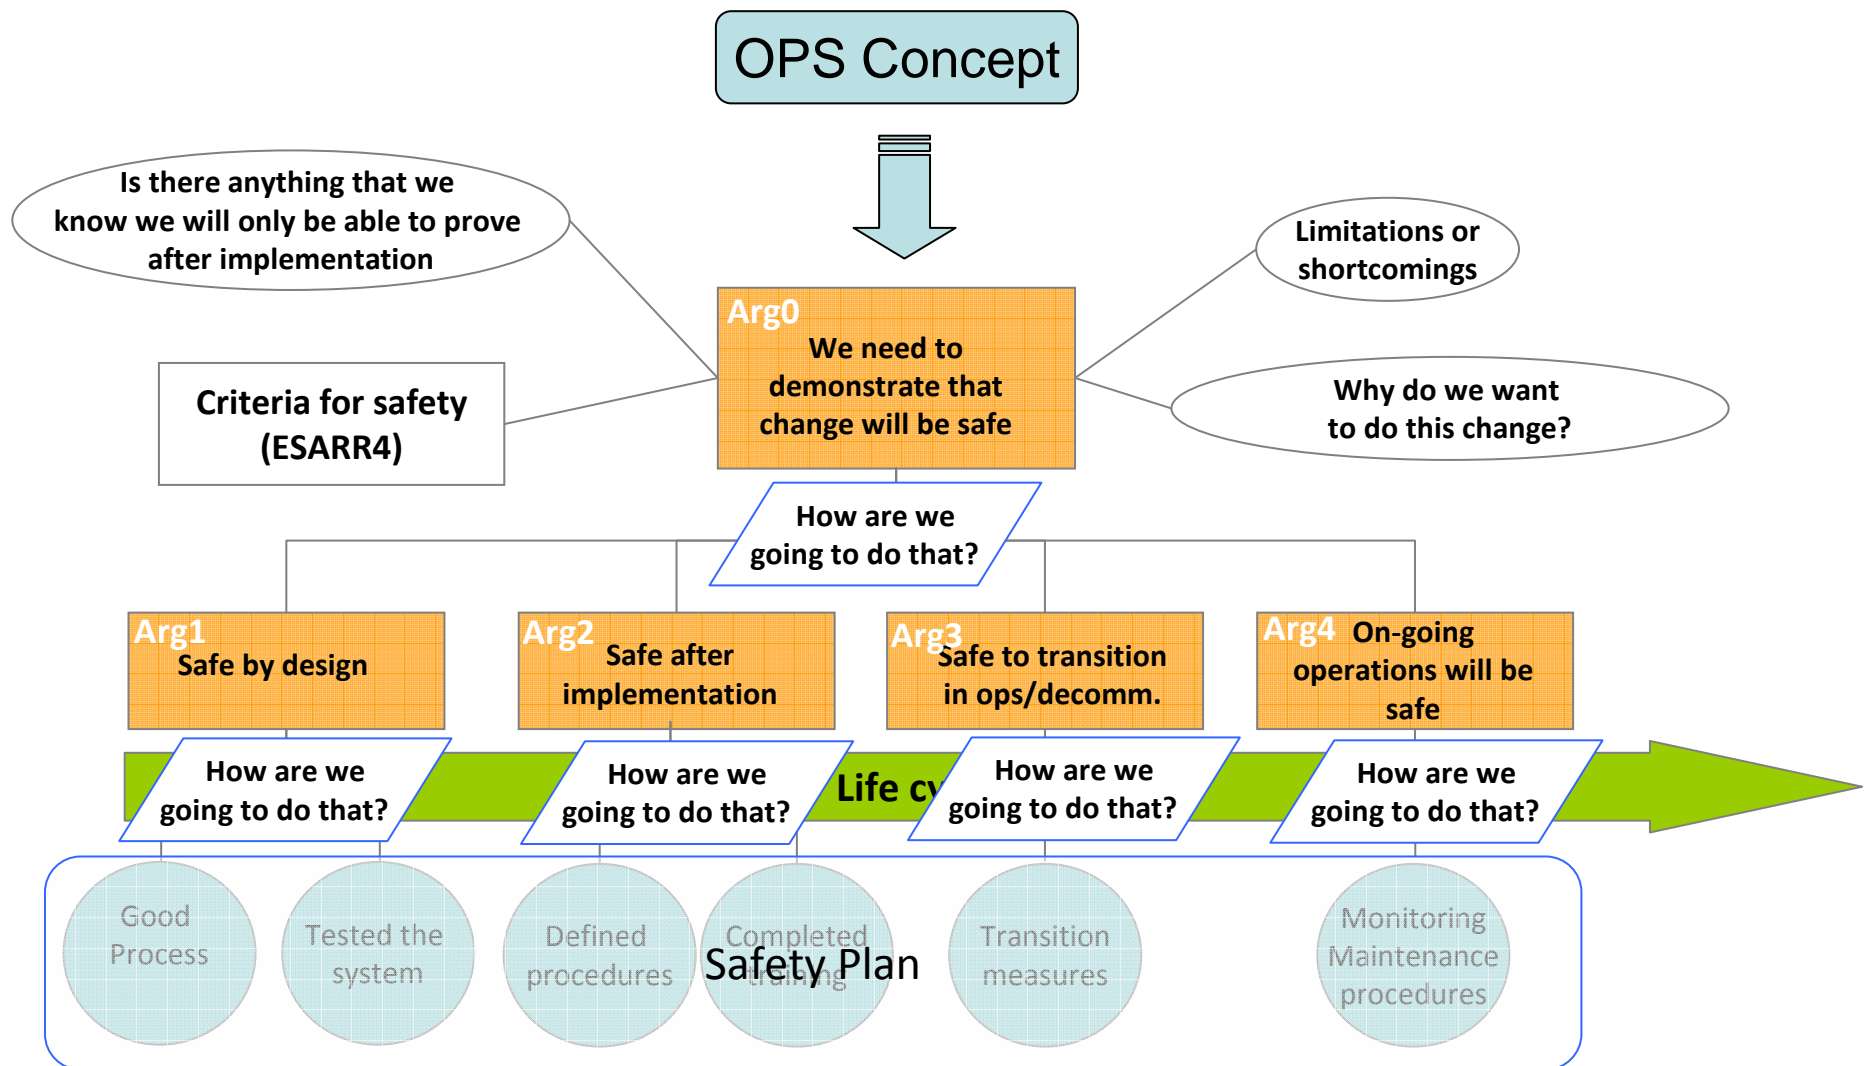 OPS Concept
Is there anything that we
know we will only be able to prove
after implementation
Limitations or
shortcomings
Arg0
We need to
demonstrate that
change will be safe
Criteria for safety
(ESARR4)
Why do we want
to do this change?
How are we
going to do that?
Arg1
Safe by design
Arg2
Safe after
implementation
Arg3
Safe to transition
in ops/decomm.
Arg4
On-going
operations will be
safe
How are we
going to do that?
How are we
going to do that?
Life cy
How are we
going to do that?
How are we
going to do that?
Good
Process
Tested the
system
Defined
procedures
Completed
training
Safety Plan
Transition
measures
Monitoring
Maintenance
procedures